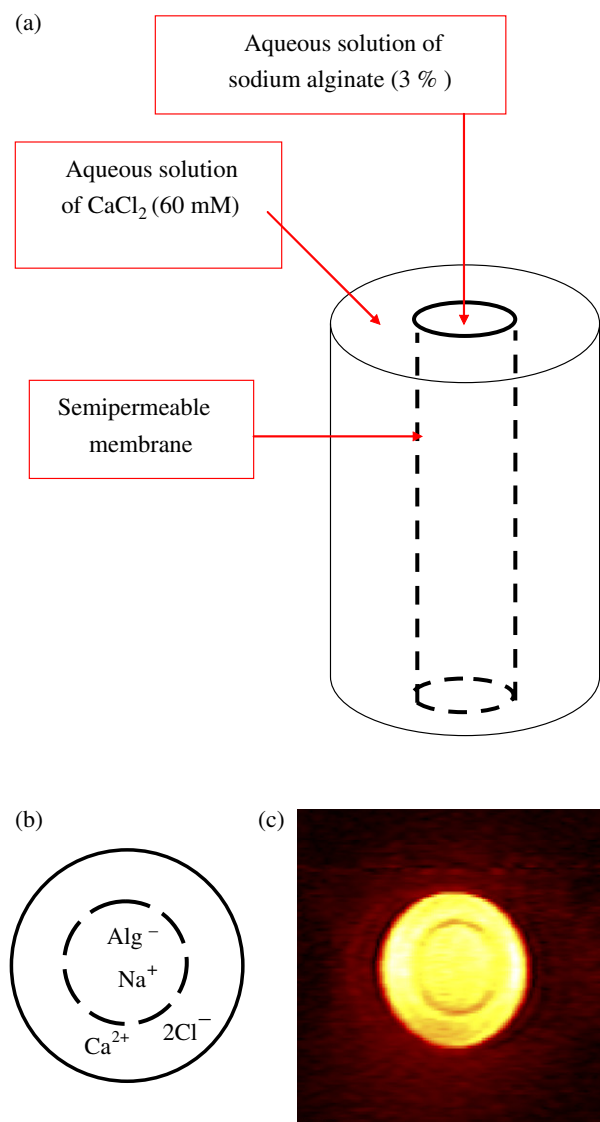 (a)
Aqueous solution of
sodium alginate (3 % )
Aqueous solution
of CaCl₂ (60 mM)
Semipermeable
membrane
(b)
Alg⁻
Na⁺
Ca²⁺
2Cl⁻
(c)